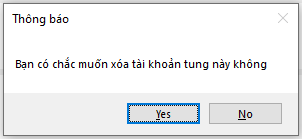 Thông báo
Bạn có chắc muốn xóa tài khoản tung này không
Yes
No